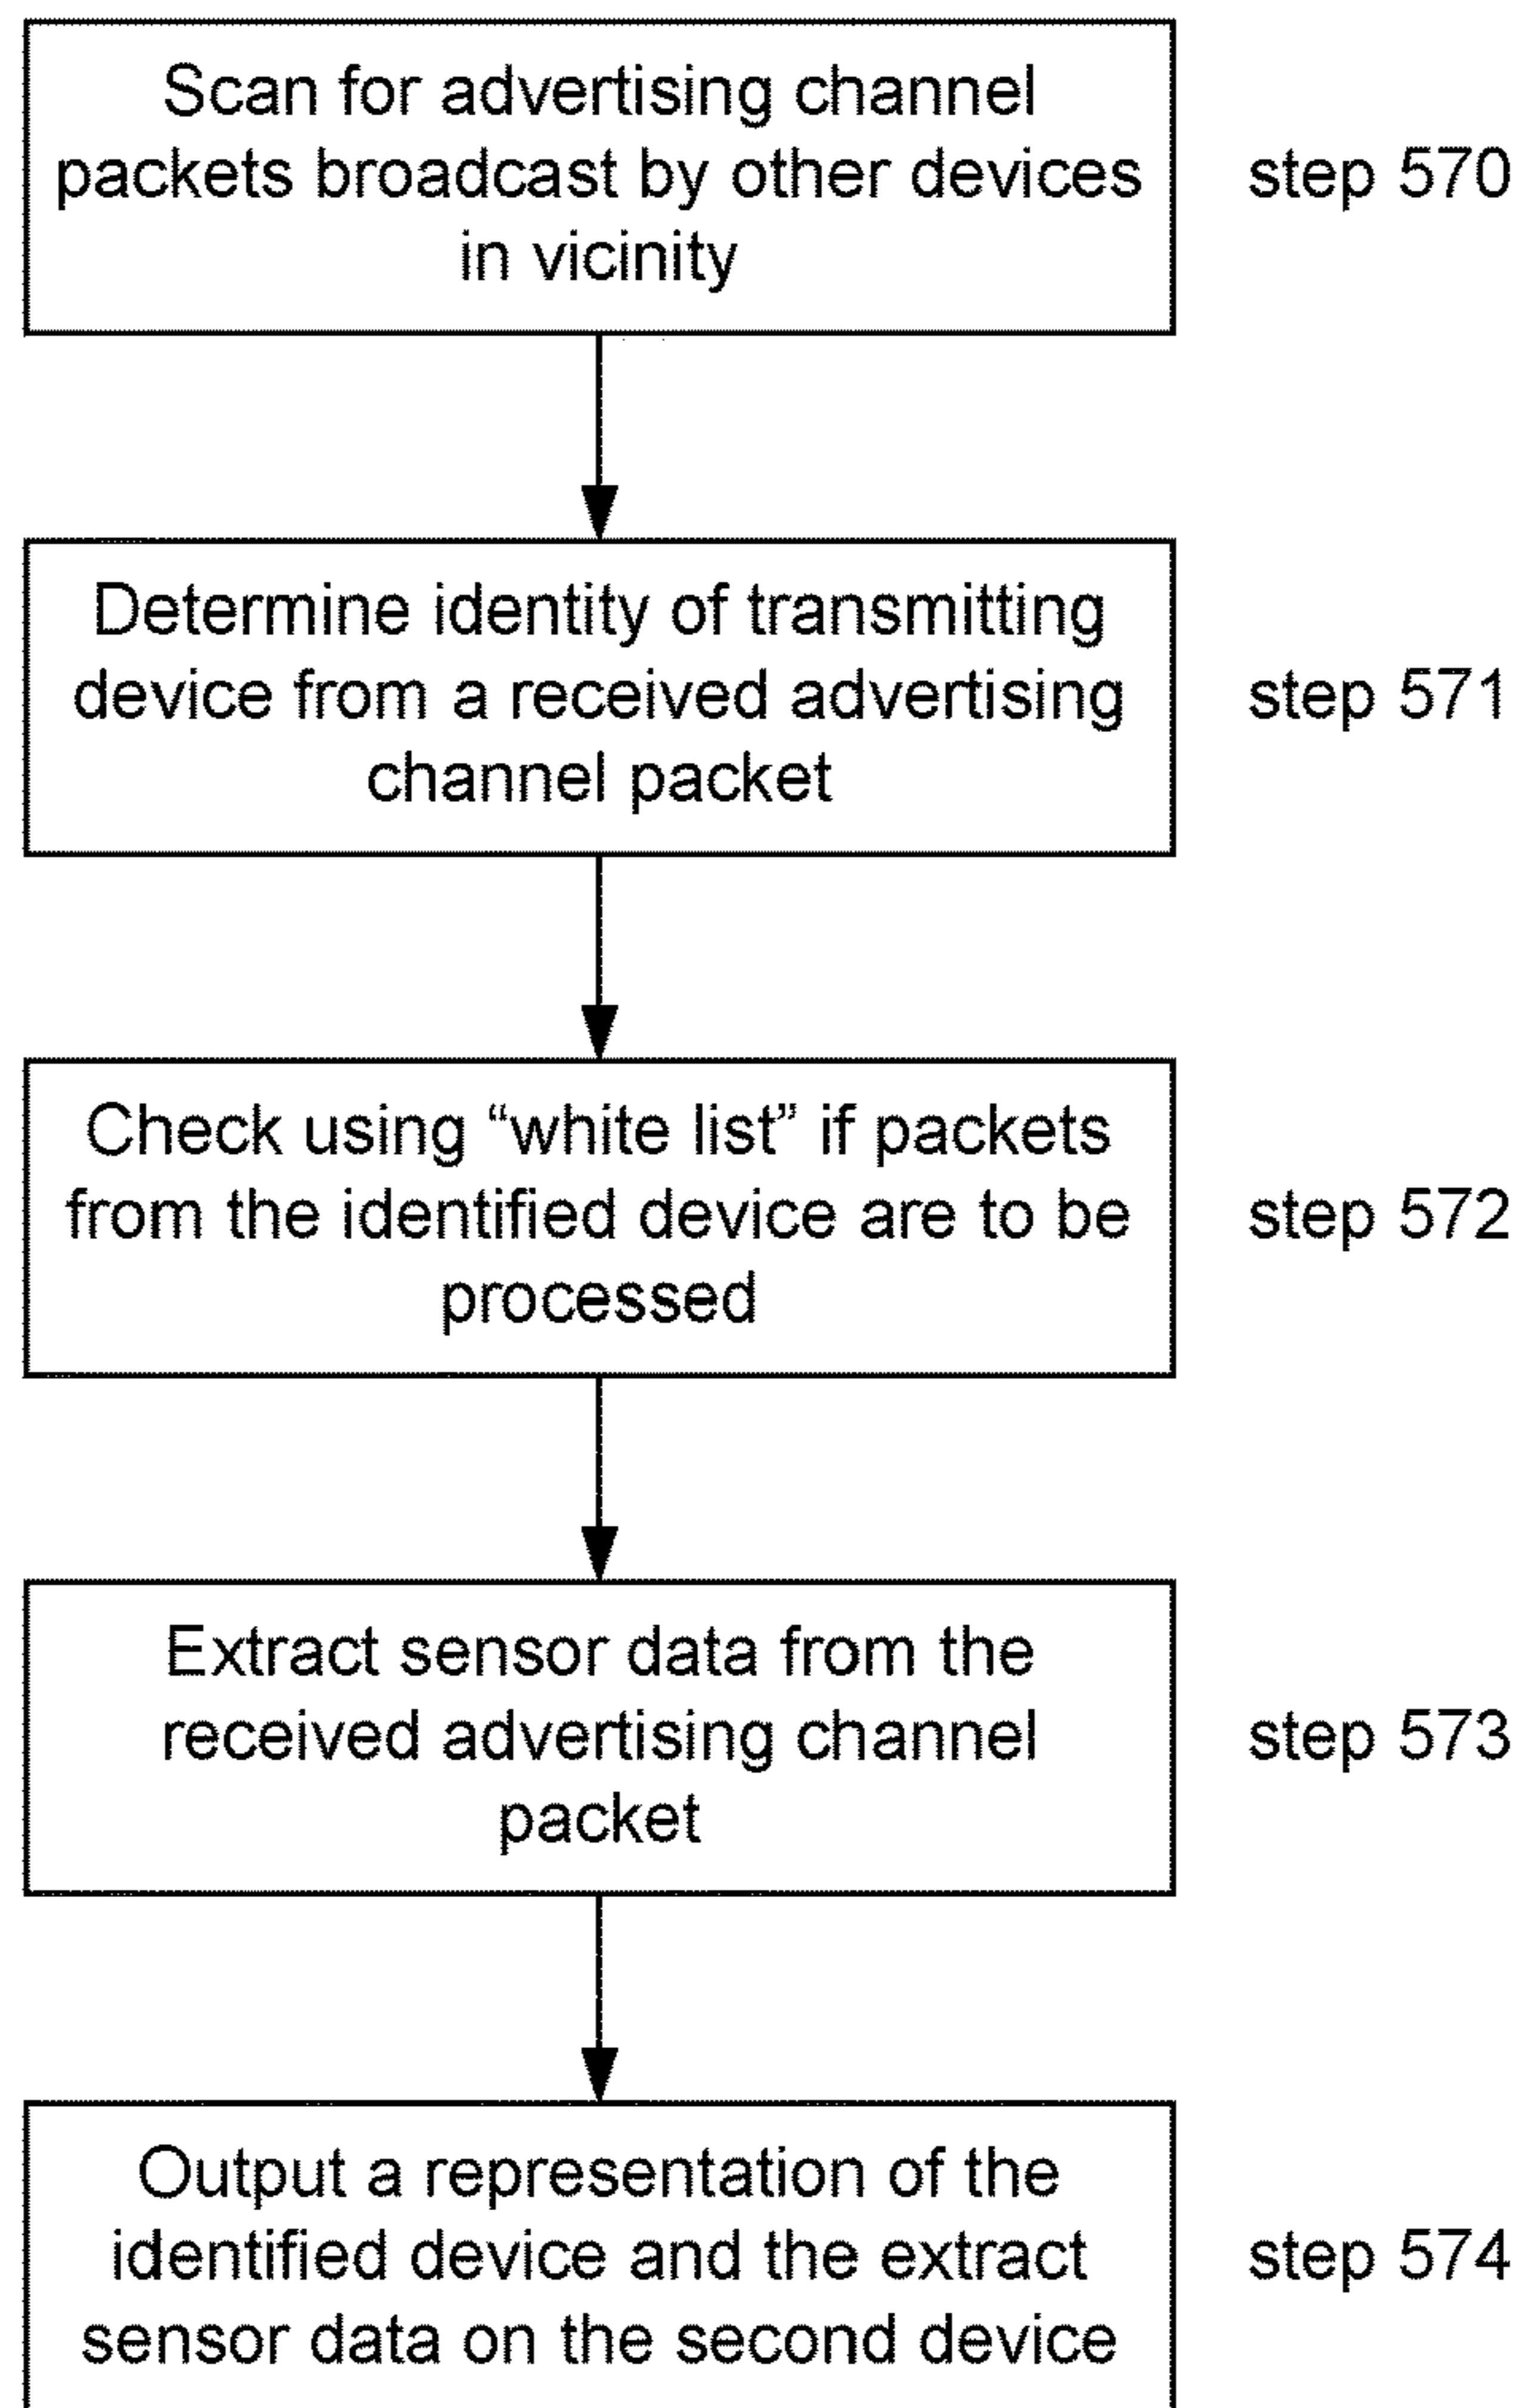 Scan for advertising channel
packets broadcast by other devices
in vicinity
step 570
Determine identity of transmitting
device from a received advertising
channel packet
step 571
Check using “white list” if packets
from the identified device are to be
processed
step 572
Extract sensor data from the
received advertising channel
packet
step 573
Output a representation of the
identified device and the extract
sensor data on the second device
step 574